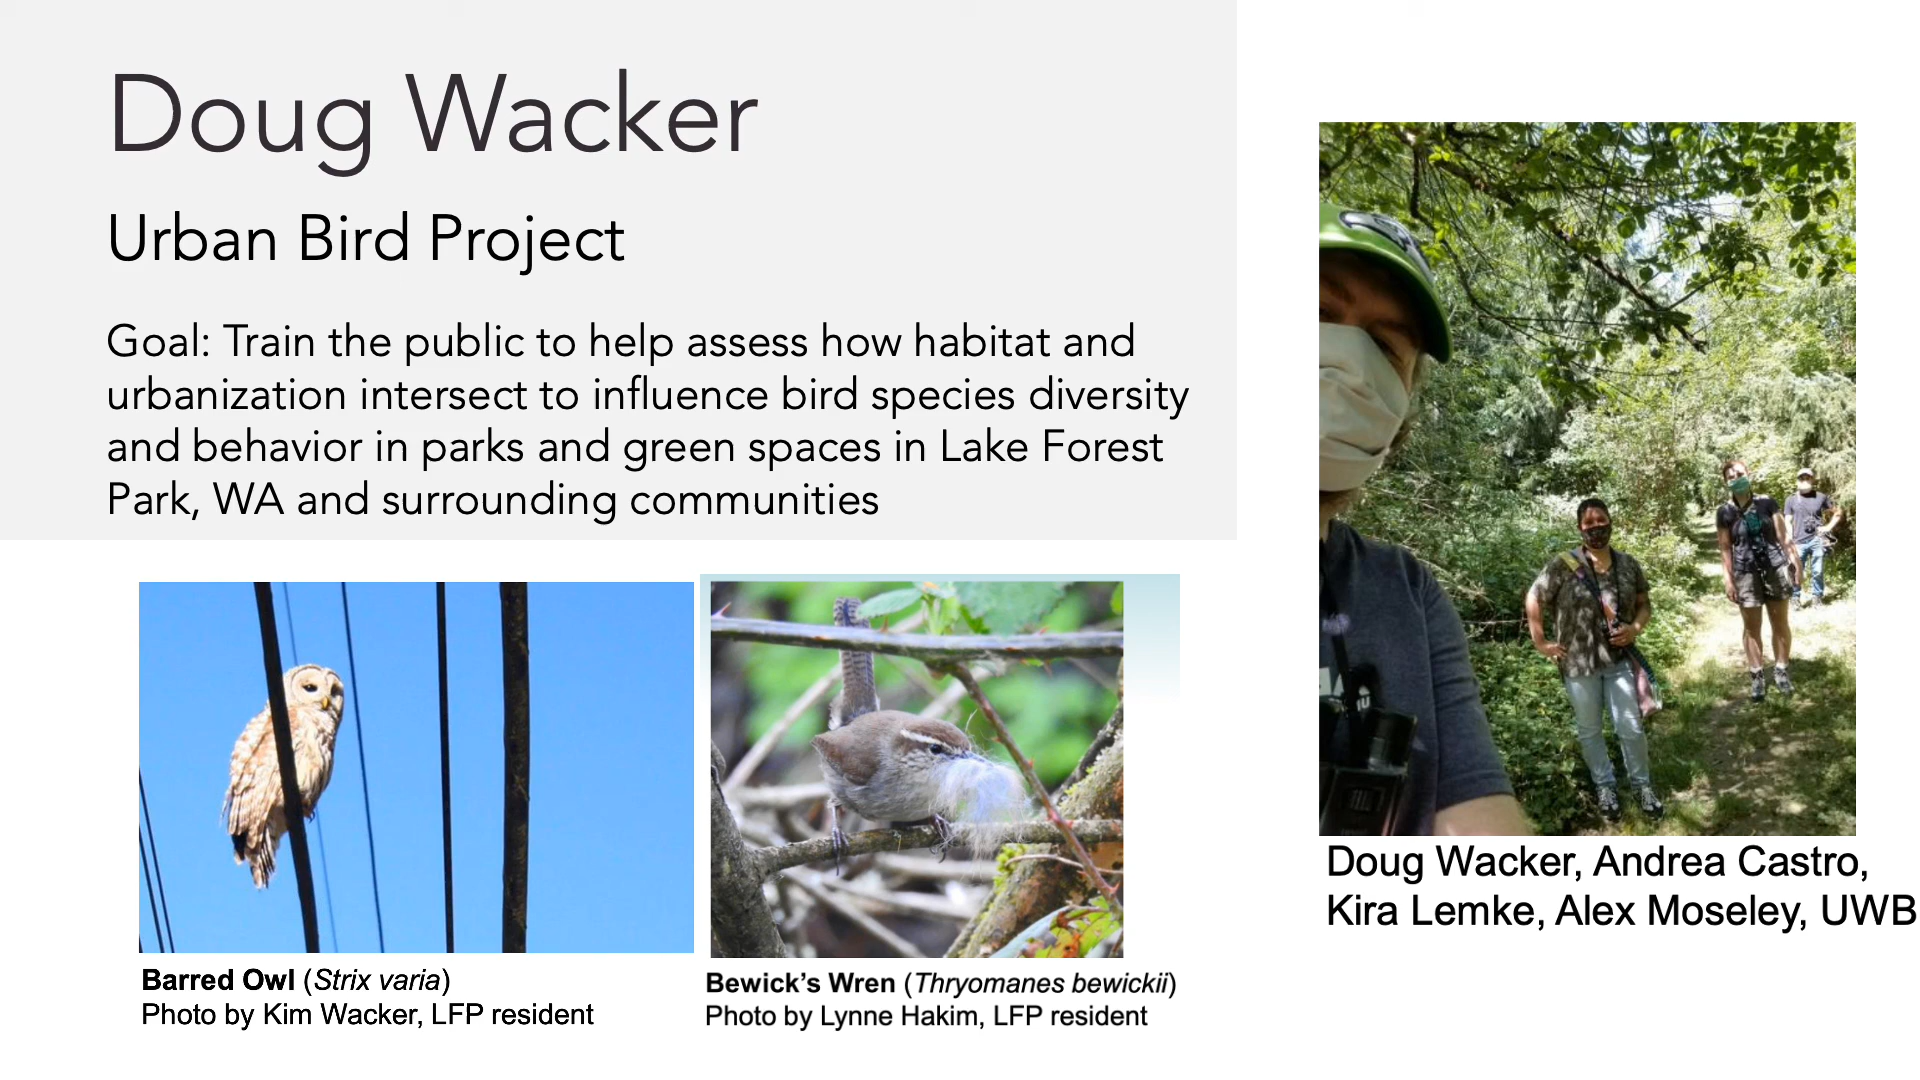 Doug Wacker
Urban Bird Project
Goal: Train the public to help assess how habitat and
urbanization intersect to influence bird species diversity
and behavior in parks and green spaces in Lake Forest
Park, WA and surrounding communities
Barred Owl (Strix varia)
Photo by Kim Wacker, LFP resident
Bewick’s Wren (Thryomanes bewickii)
Photo by Lynne Hakim, LFP resident
Doug Wacker, Andrea Castro,
Kira Lemke, Alex Moseley, UWB